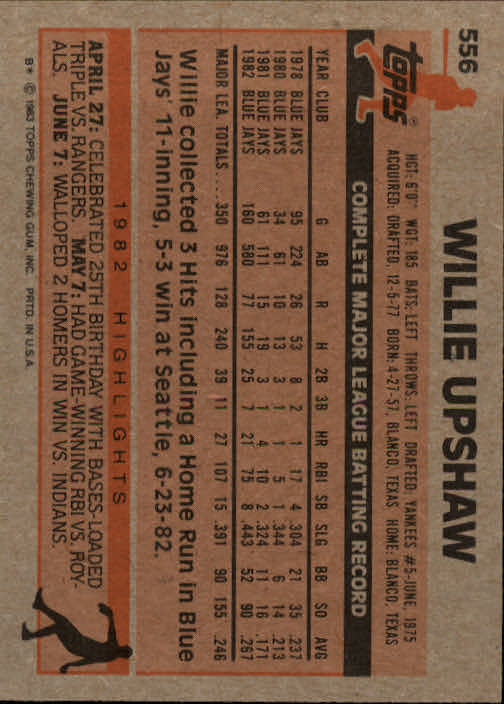 556
topps®
WILLIE UPSHAW
HGT: 6'0" WGT: 185 BATS: LEFT THROWS: LEFT DRAFTED: YANKEES #5-JUNE, 1975
ACQUIRED: DRAFTED, 12-5-77 BORN: 4-27-57, BLANCO, TEXAS HOME: BLANCO, TEXAS
COMPLETE MAJOR LEAGUE BATTING RECORD
YEAR CLUB G AB R H 2B 3B HR RBI SB SLG BB SO AVG
1978 BLUE JAYS 95 224 26 53 8 2 1 17 4 .304 21 35 .237
1980 BLUE JAYS 34 61 10 13 3 1 1 5 1 .344 6 14 .213
1981 BLUE JAYS 61 111 15 19 3 1 4 10 2 .324 11 16 .171
1982 BLUE JAYS 160 580 77 155 25 7 21 75 8 .443 52 90 .267
MAJOR LEA. TOTALS.... 350 976 128 240 39 11 27 107 15 .391 90 155 .246
Willie collected 3 Hits including a Home Run in Blue
Jays' 11-inning, 5-3 win at Seattle, 6-23-82.
1982 HIGHLIGHTS
APRIL 27: CELEBRATED 25TH BIRTHDAY WITH BASES-LOADED
TRIPLE VS. RANGERS. MAY 7: HAD GAME-WINNING RBI VS. ROY-
ALS. JUNE 7: WALLOPED 2 HOMERS IN WIN VS. INDIANS.
B* © 1983 TOPPS CHEWING GUM, INC. PRTD. IN U.S.A.